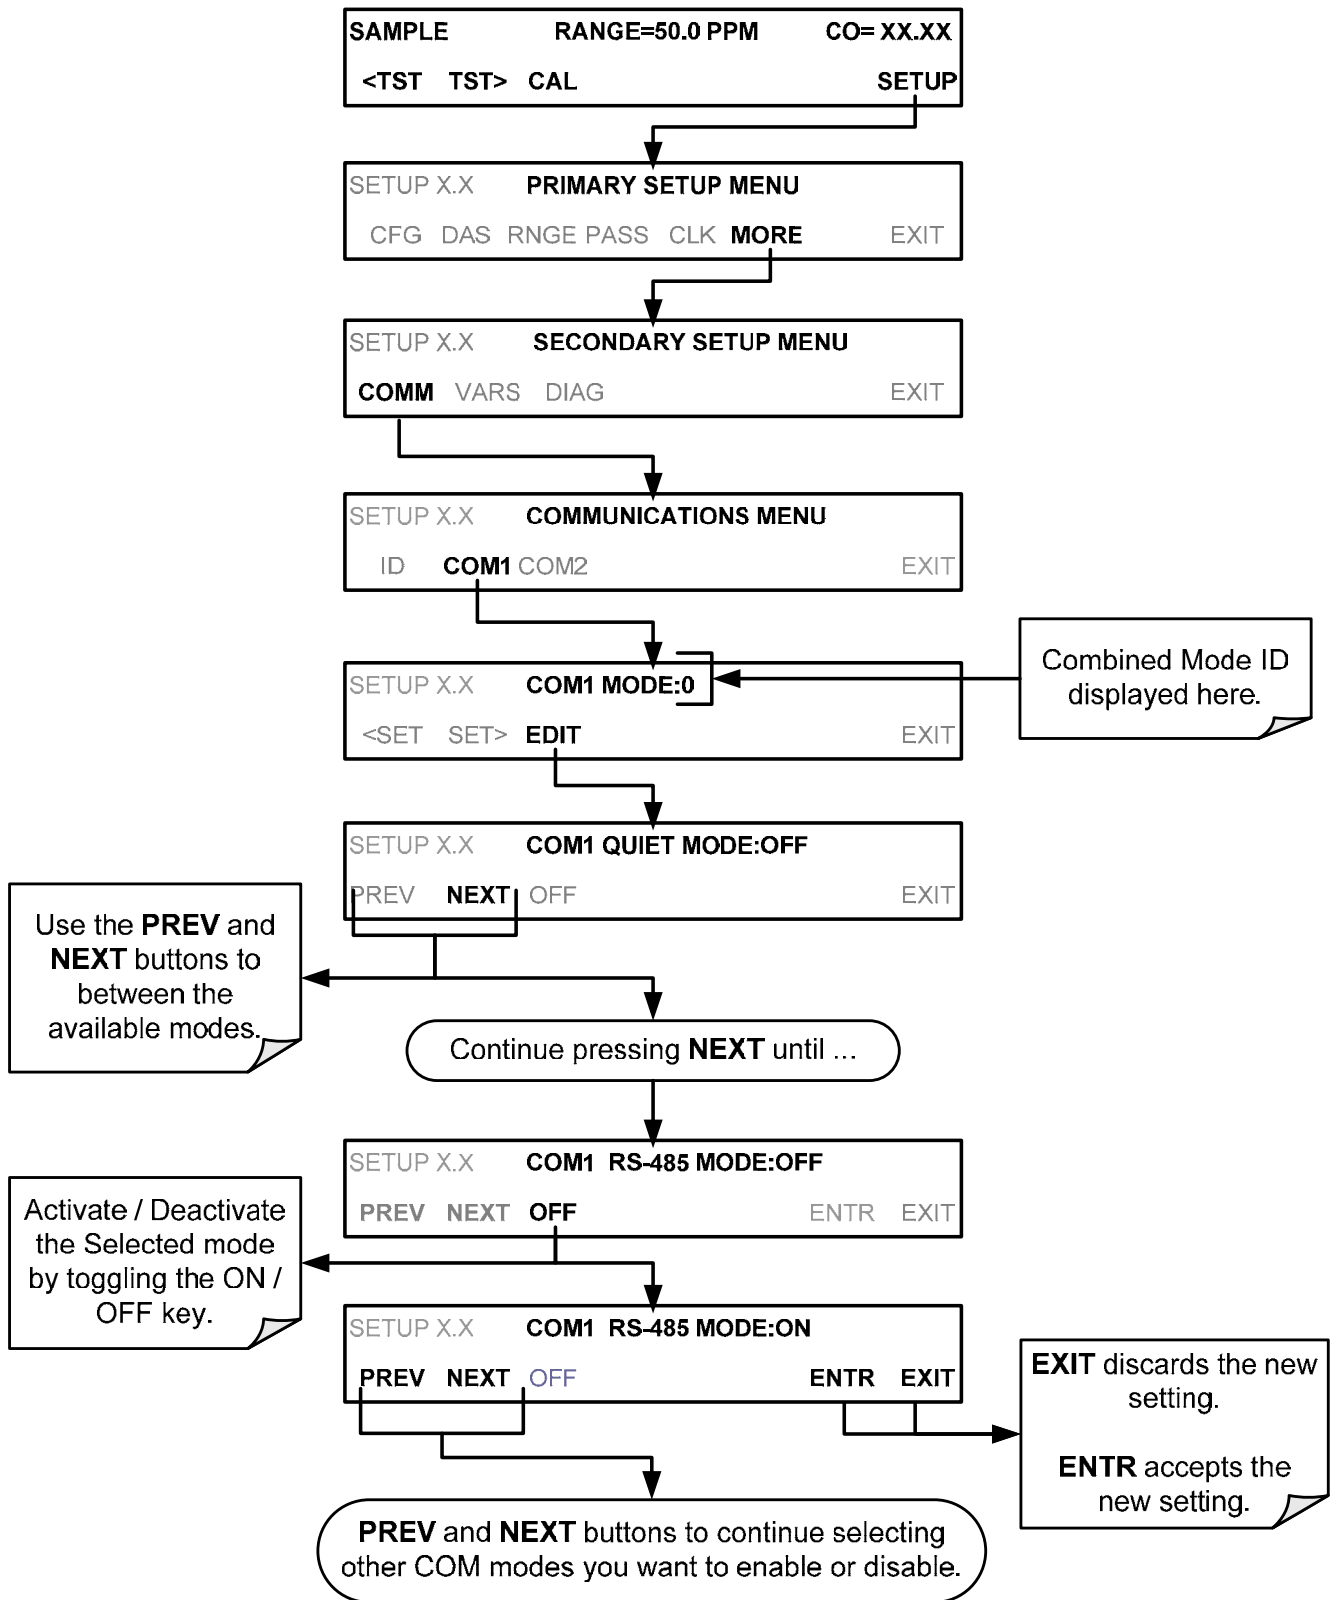 SAMPLE RANGE=50.0 PPM CO= XX.XX
<TST TST> CAL SETUP
SETUP X.X PRIMARY SETUP MENU
CFG DAS RNGE PASS CLK MORE EXIT
SETUP X.X SECONDARY SETUP MENU
COMM VARS DIAG EXIT
SETUP X.X COMMUNICATIONS MENU
ID COM1 COM2 EXIT
SETUP X.X COM1 MODE:0
<SET SET> EDIT EXIT
Combined Mode ID
displayed here.
SETUP X.X COM1 QUIET MODE:OFF
PREV NEXT OFF EXIT
Use the PREV and
NEXT buttons to
between the
available modes.
Continue pressing NEXT until ...
SETUP X.X COM1 RS-485 MODE:OFF
PREV NEXT OFF ENTR EXIT
Activate / Deactivate
the Selected mode
by toggling the ON /
OFF key.
SETUP X.X COM1 RS-485 MODE:ON
PREV NEXT OFF ENTR EXIT
EXIT discards the new
setting.
ENTR accepts the
new setting.
PREV and NEXT buttons to continue selecting
other COM modes you want to enable or disable.